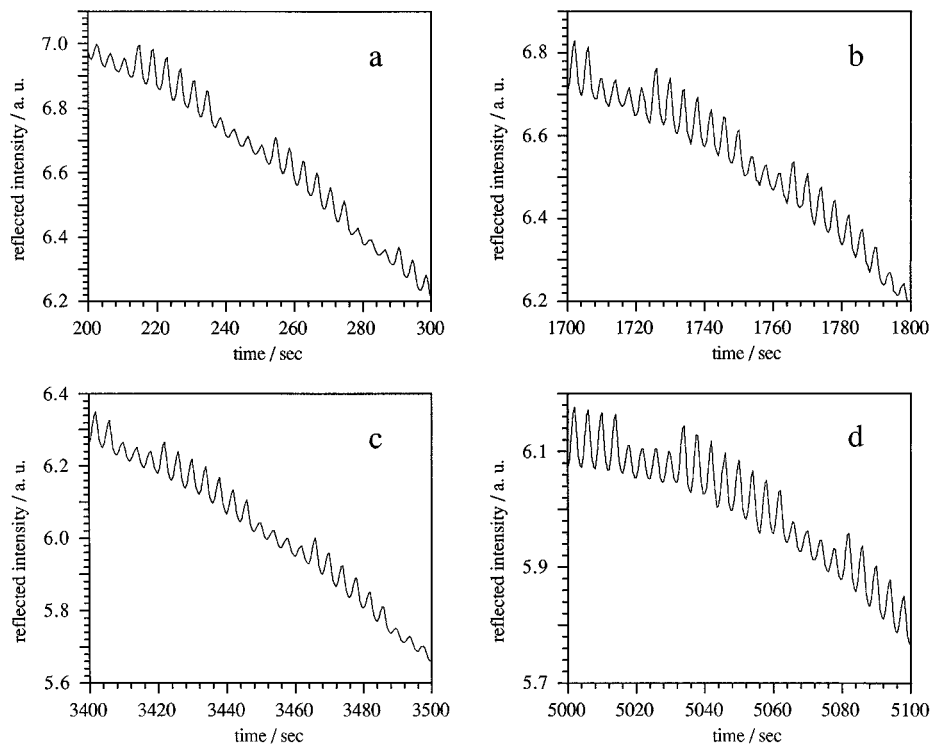 a
reflected intensity / a. u.
7.0
6.8
6.6
6.4
6.2
200 220 240 260 280 300
time / sec
b
reflected intensity / a. u.
6.8
6.6
6.4
6.2
1700 1720 1740 1760 1780 1800
time / sec
c
reflected intensity / a. u.
6.4
6.2
6.0
5.8
5.6
3400 3420 3440 3460 3480 3500
time / sec
d
reflected intensity / a. u.
6.1
5.9
5.7
5000 5020 5040 5060 5080 5100
time / sec